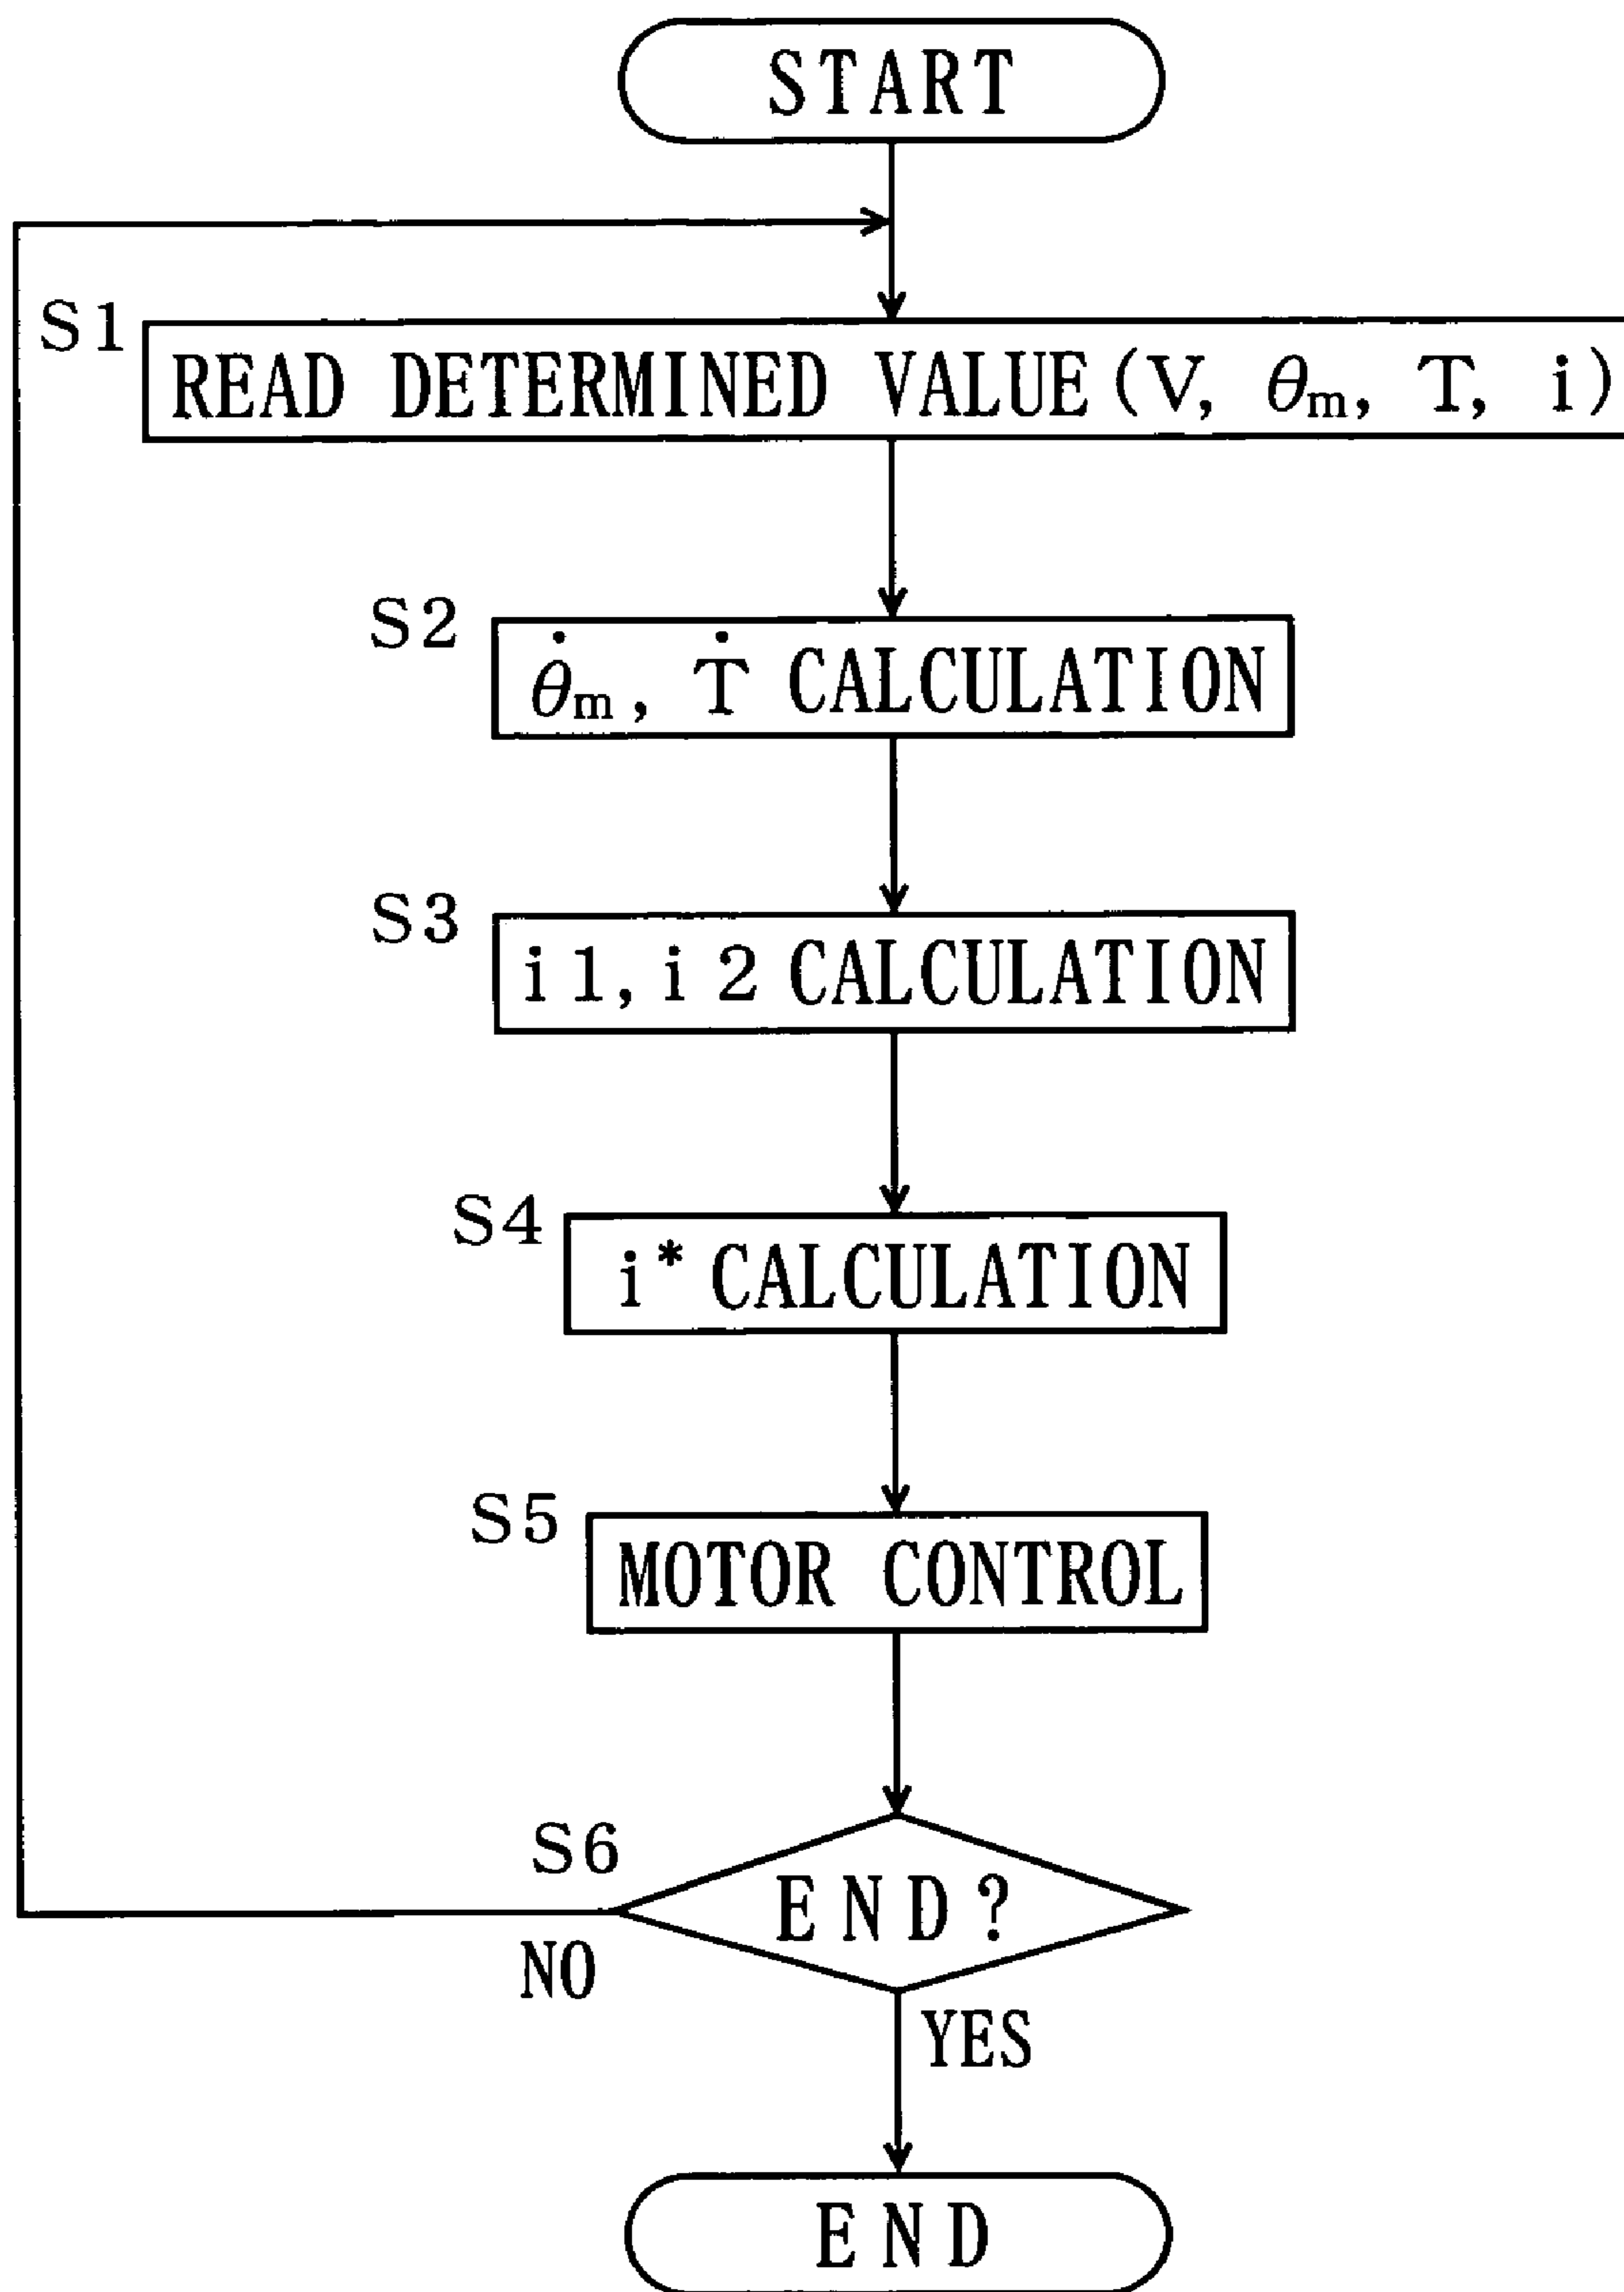 START
S1
READ DETERMINED VALUE (V, θm, T, i)
S2
θ̇m, Ṫ CALCULATION
S3
i1, i2 CALCULATION
S4
i* CALCULATION
S5
MOTOR CONTROL
S6
END?
NO
YES
END